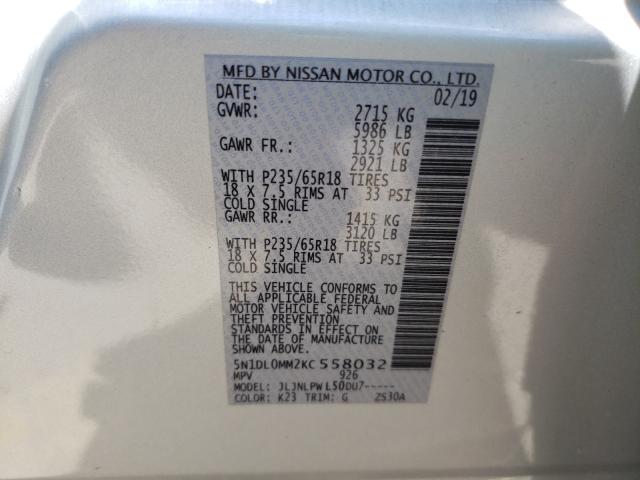 MFD BY NISSAN MOTOR CO., LTD.
DATE: 02/19
GVWR: 2715 KG
5986 LB
GAWR FR.: 1325 KG
2921 LB
WITH P235/65R18 TIRES
18 X 7.5 RIMS AT 33 PSI
COLD SINGLE
GAWR RR.: 1415 KG
3120 LB
WITH P235/65R18 TIRES
18 X 7.5 RIMS AT 33 PSI
COLD SINGLE
THIS VEHICLE CONFORMS TO
ALL APPLICABLE FEDERAL
MOTOR VEHICLE SAFETY AND
THEFT PREVENTION
STANDARDS IN EFFECT ON
THE DATE OF MANUFACTURE
SHOWN ABOVE.
5N1DL0MM2KC558032
MPV 926
MODEL: JLJNLPWL50DU7-----
COLOR: K23 TRIM: G ZS30A